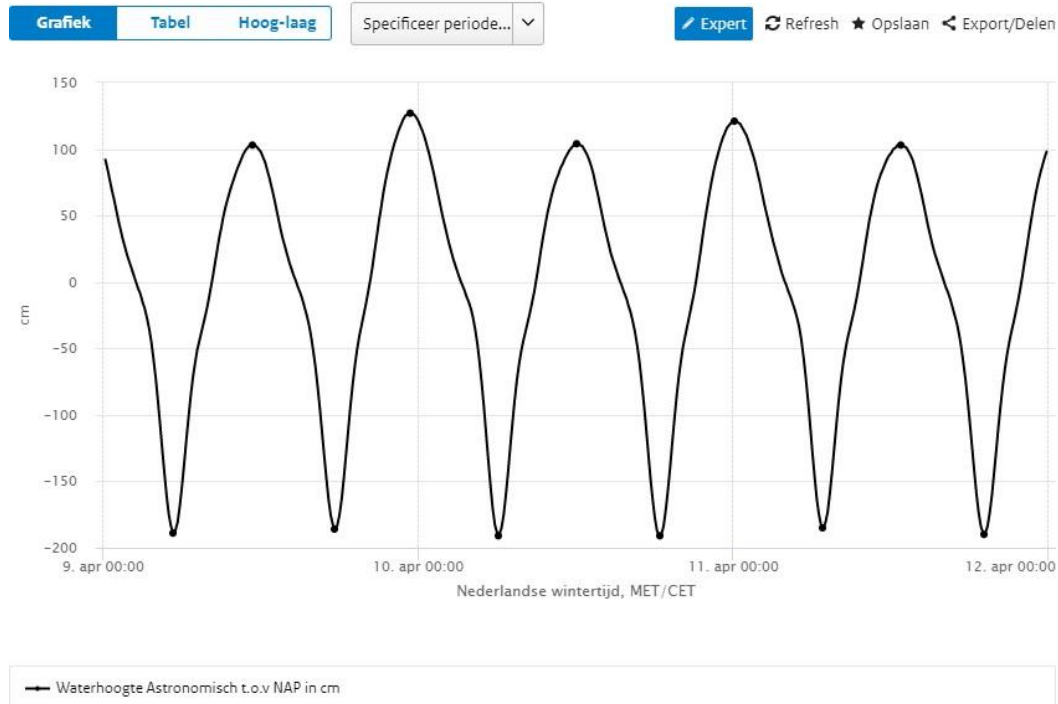 Grafiek Tabel Hoog-laag Specificeer periode... Expert Refresh Opslaan Export/Delen
150
100
50
0
-50
-100
-150
-200
cm
9. apr 00:00 10. apr 00:00 11. apr 00:00 12. apr 00:00
Nederlandse wintertijd, MET/CET
Waterhoogte Astronomisch t.o.v NAP in cm